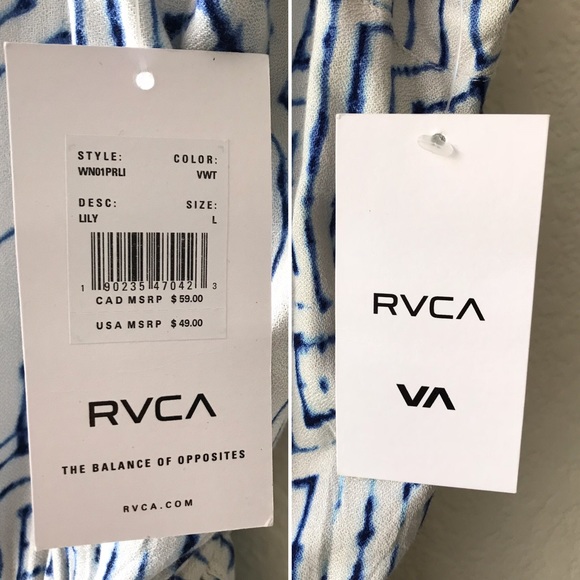 STYLE: COLOR:
WN01PRLI VWT
DESC: SIZE:
LILY L
1 90235 47042 3
CAD MSRP $59.00
USA MSRP $49.00
RVCA
THE BALANCE OF OPPOSITES
RVCA.COM
RVCA
VA